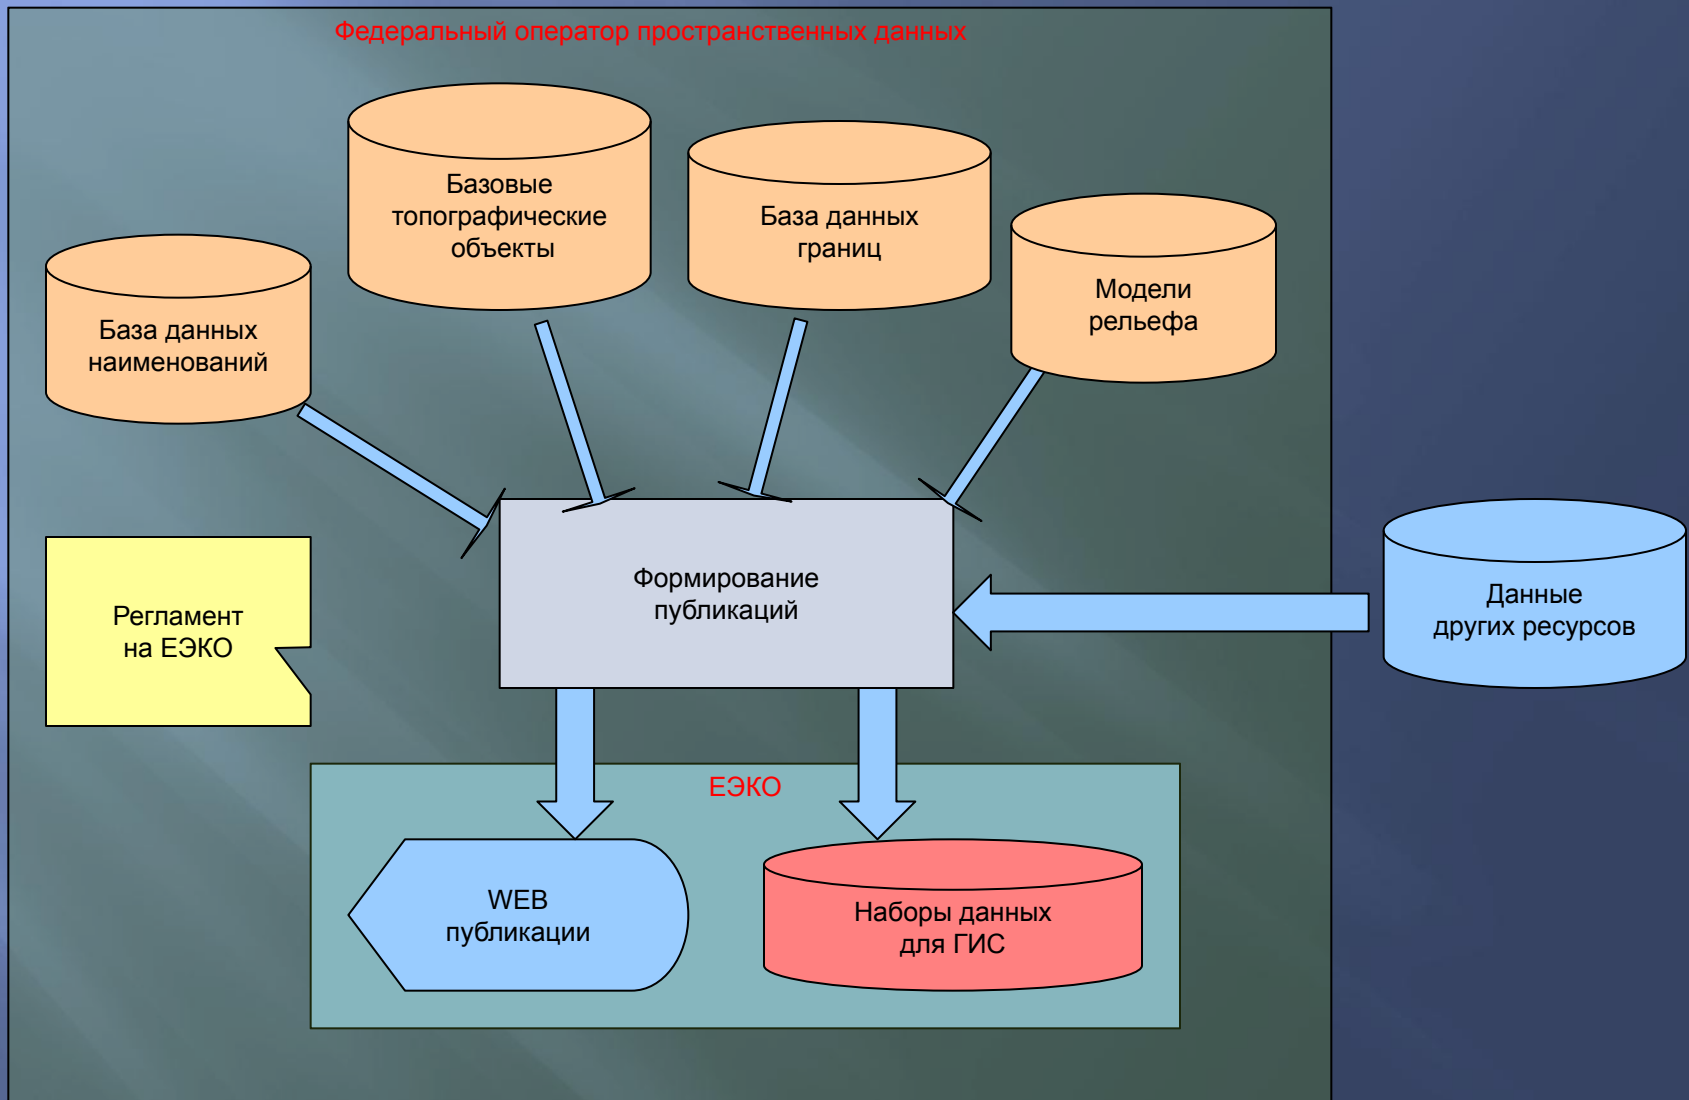 Федеральный оператор пространственных данных
Базовые
топографические
объекты
База данных
границ
Модели
рельефа
База данных
наименований
Формирование
публикаций
Данные
других ресурсов
Регламент
на ЕЭКО
ЕЭКО
WEB
публикации
Наборы данных
для ГИС